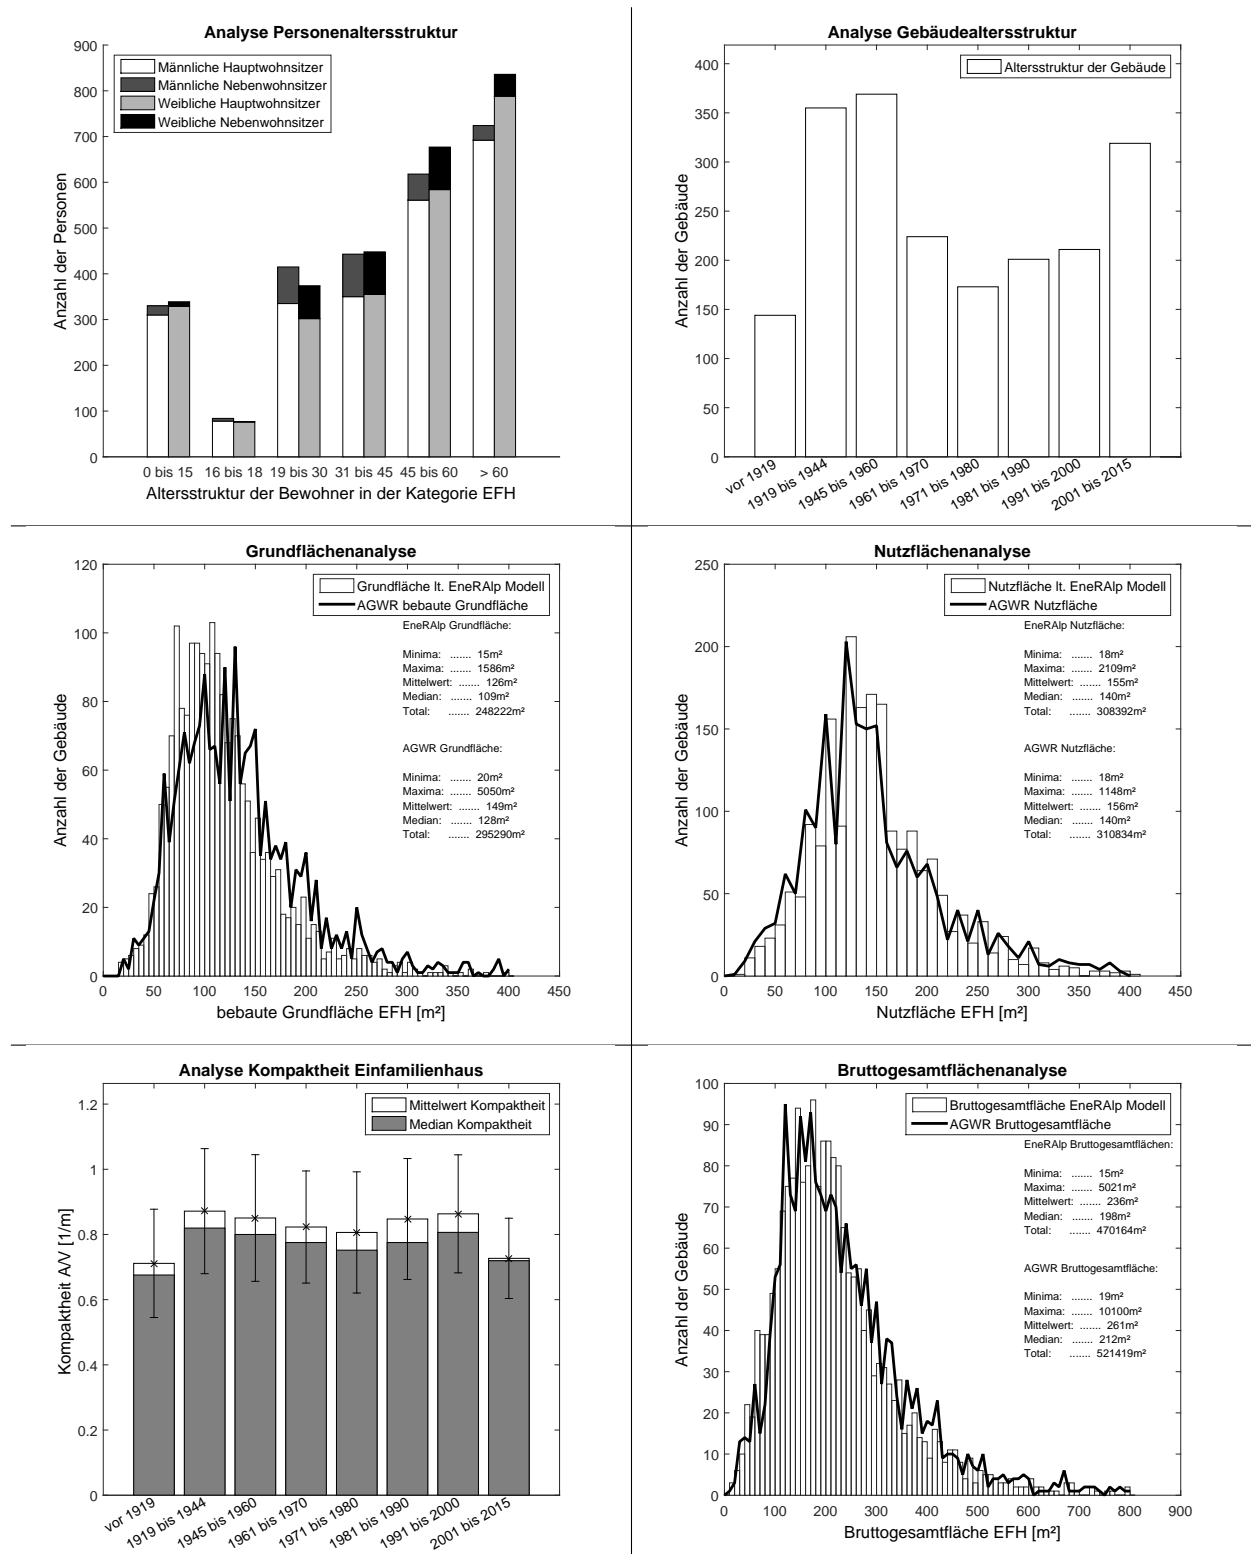 Analyse Personenaltersstruktur
900
800
700
600
500
400
300
200
100
0
Anzahl der Personen
Männliche Hauptwohnsitzer
Männliche Nebenwohnsitzer
Weibliche Hauptwohnsitzer
Weibliche Nebenwohnsitzer
0 bis 15 16 bis 18 19 bis 30 31 bis 45 45 bis 60 > 60
Altersstruktur der Bewohner in der Kategorie EFH
Analyse Gebäudealtersstruktur
400
350
300
250
200
150
100
50
0
Anzahl der Gebäude
Altersstruktur der Gebäude
vor 1919
1919 bis 1944
1945 bis 1960
1961 bis 1970
1971 bis 1980
1981 bis 1990
1991 bis 2000
2001 bis 2015
Grundflächenanalyse
120
100
80
60
40
20
0
Anzahl der Gebäude
Grundfläche lt. EneRAlp Modell
AGWR bebaute Grundfläche
EneRAlp Grundfläche:
Minima: ....... 15m²
Maxima: ....... 1586m²
Mittelwert: ....... 126m²
Median: ....... 109m²
Total: ....... 248222m²
AGWR Grundfläche:
Minima: ....... 20m²
Maxima: ....... 5050m²
Mittelwert: ....... 149m²
Median: ....... 128m²
Total: ....... 295290m²
0 50 100 150 200 250 300 350 400 450
bebaute Grundfläche EFH [m²]
Nutzflächenanalyse
250
200
150
100
50
0
Anzahl der Gebäude
Nutzfläche lt. EneRAlp Modell
AGWR Nutzfläche
EneRAlp Nutzfläche:
Minima: ....... 18m²
Maxima: ....... 2109m²
Mittelwert: ....... 155m²
Median: ....... 140m²
Total: ....... 308392m²
AGWR Nutzfläche:
Minima: ....... 18m²
Maxima: ....... 1148m²
Mittelwert: ....... 156m²
Median: ....... 140m²
Total: ....... 310834m²
0 50 100 150 200 250 300 350 400 450
Nutzfläche EFH [m²]
Analyse Kompaktheit Einfamilienhaus
1.2
1
0.8
0.6
0.4
0.2
0
Kompaktheit A/V [1/m]
Mittelwert Kompaktheit
Median Kompaktheit
vor 1919
1919 bis 1944
1945 bis 1960
1961 bis 1970
1971 bis 1980
1981 bis 1990
1991 bis 2000
2001 bis 2015
Bruttogesamtflächenanalyse
100
90
80
70
60
50
40
30
20
10
0
Anzahl der Gebäude
Bruttogesamtfläche EneRAlp Modell
AGWR Bruttogesamtfläche
EneRAlp Bruttogesamtflächen:
Minima: ....... 15m²
Maxima: ....... 5021m²
Mittelwert: ....... 236m²
Median: ....... 198m²
Total: ....... 470164m²
AGWR Bruttogesamtfläche:
Minima: ....... 19m²
Maxima: ....... 10100m²
Mittelwert: ....... 261m²
Median: ....... 212m²
Total: ....... 521419m²
0 100 200 300 400 500 600 700 800 900
Bruttogesamtfläche EFH [m²]